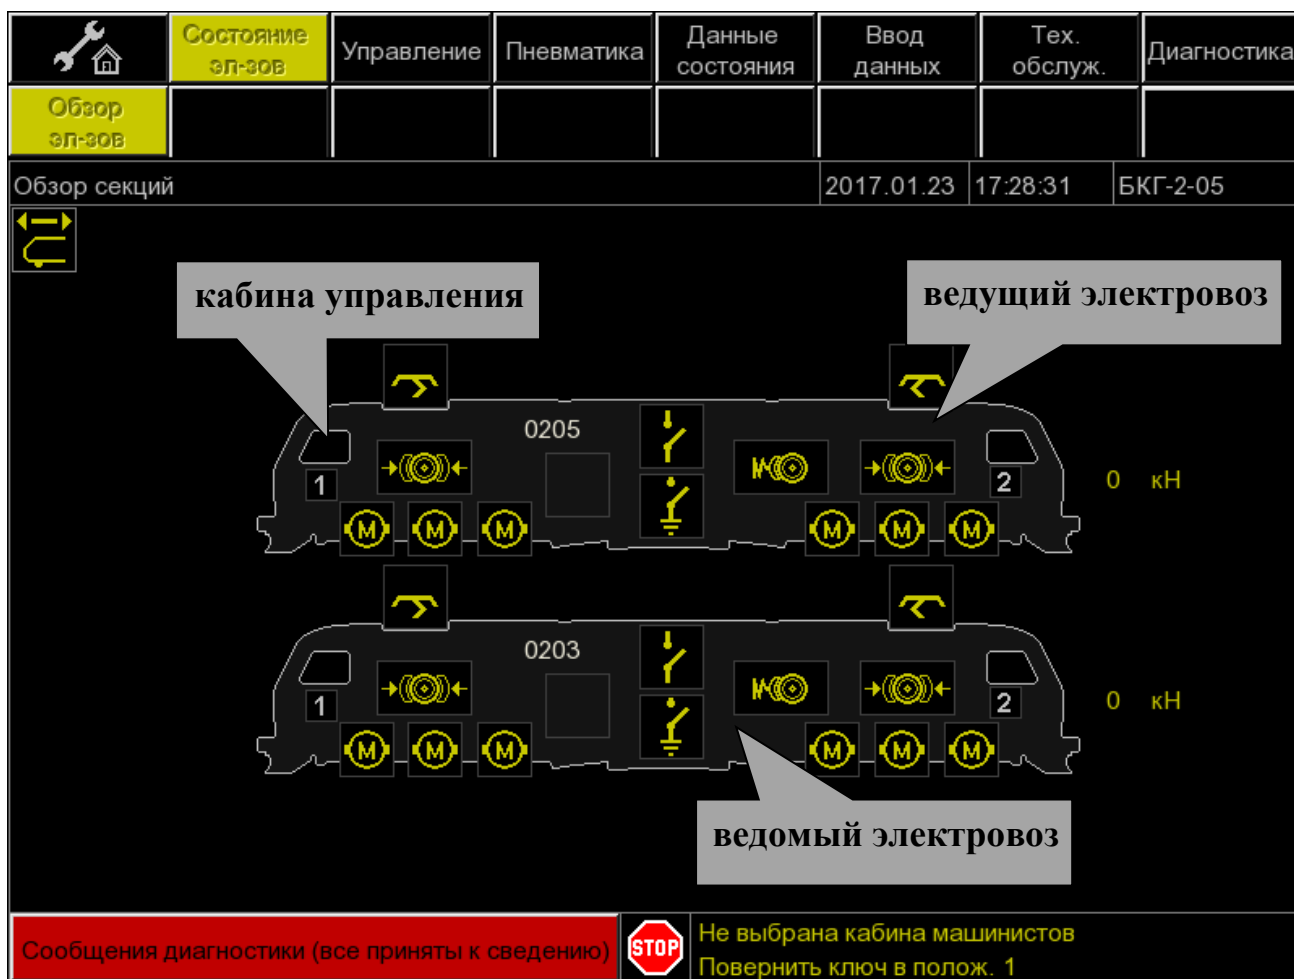 Состояние
эл-зов
Управление
Пневматика
Данные
состояния
Ввод
данных
Тех.
обслуж.
Диагностика
Обзор
эл-зов
Обзор секций
2017.01.23
17:28:31
БКГ-2-05
кабина управления
ведущий электровоз
0205
1
2
0 кН
M M M M M M
0203
1
2
0 кН
M M M M M M
ведомый электровоз
Сообщения диагностики (все приняты к сведению)
STOP
Не выбрана кабина машинистов
Повернить ключ в полож. 1